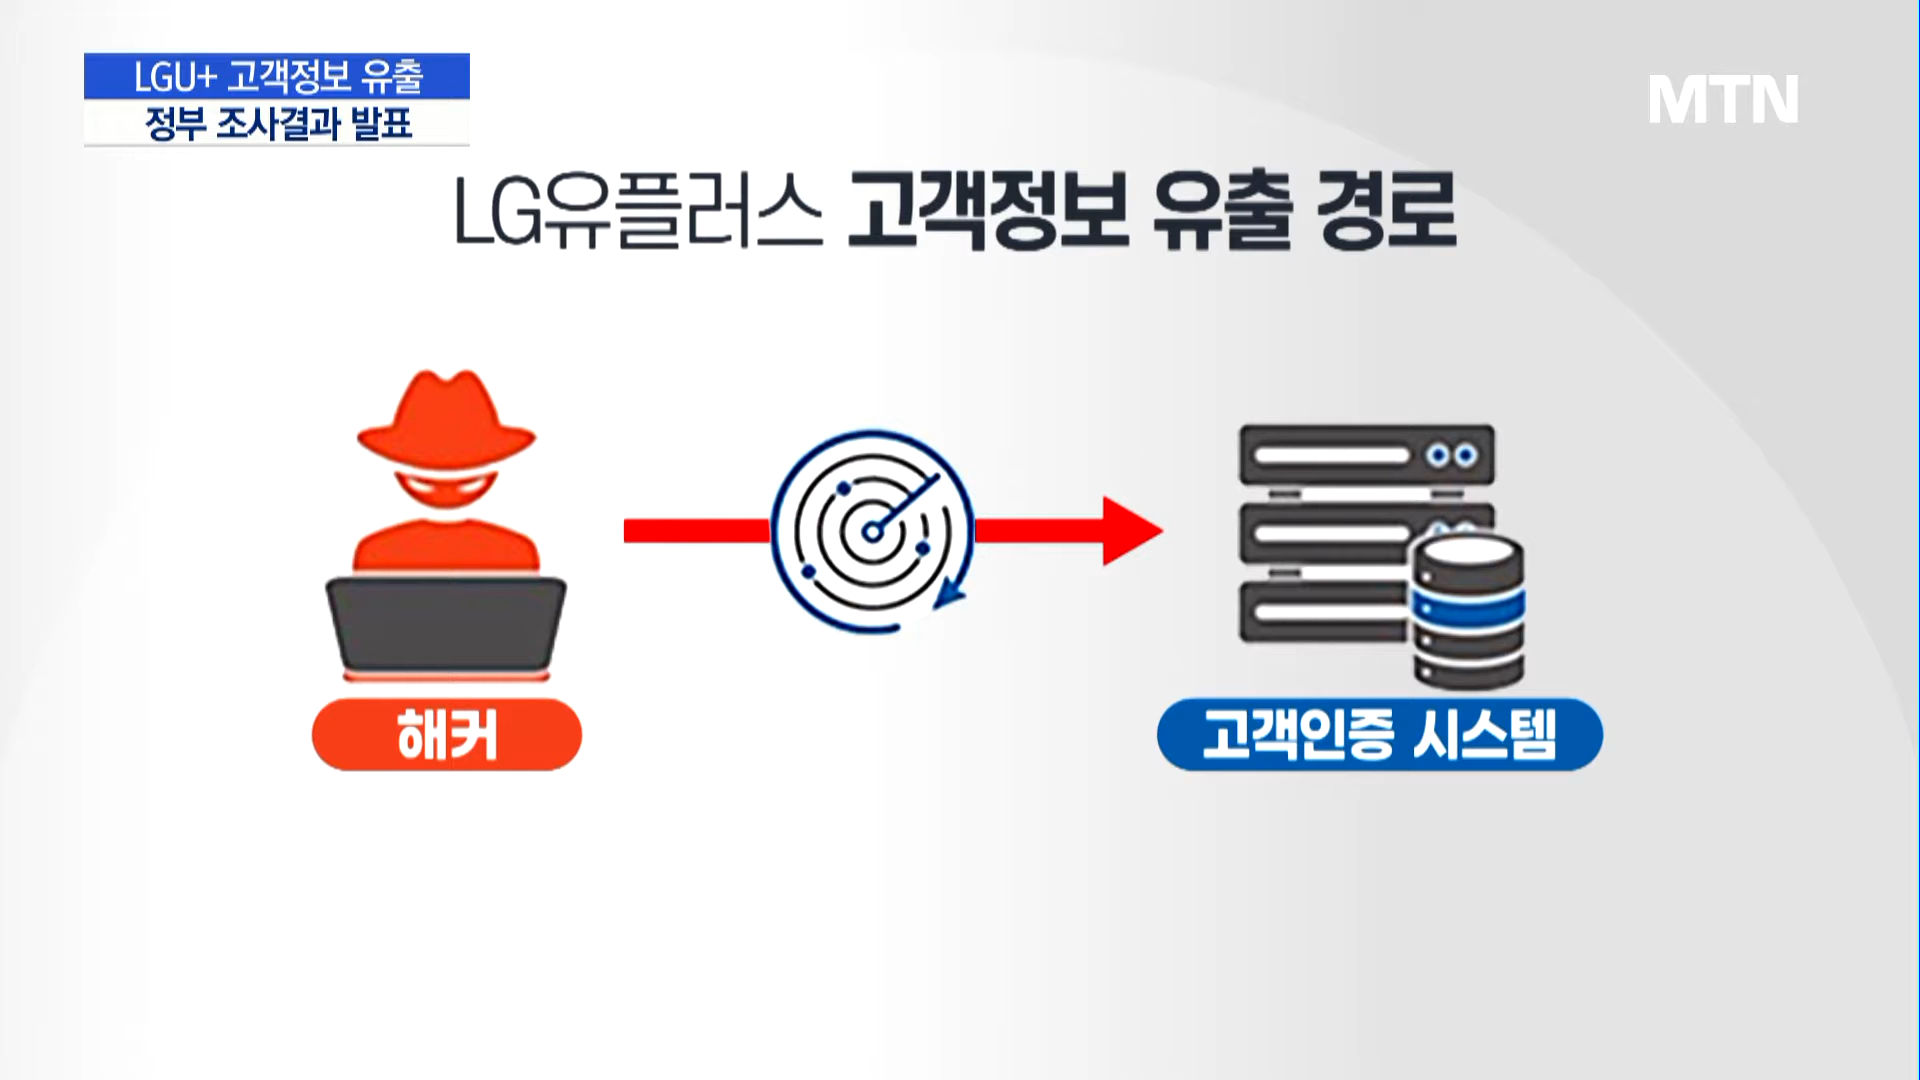 LGU+ 고객정보 유출
정부 조사결과 발표
MTN
LG유플러스 고객정보 유출 경로
해커
고객인증 시스템